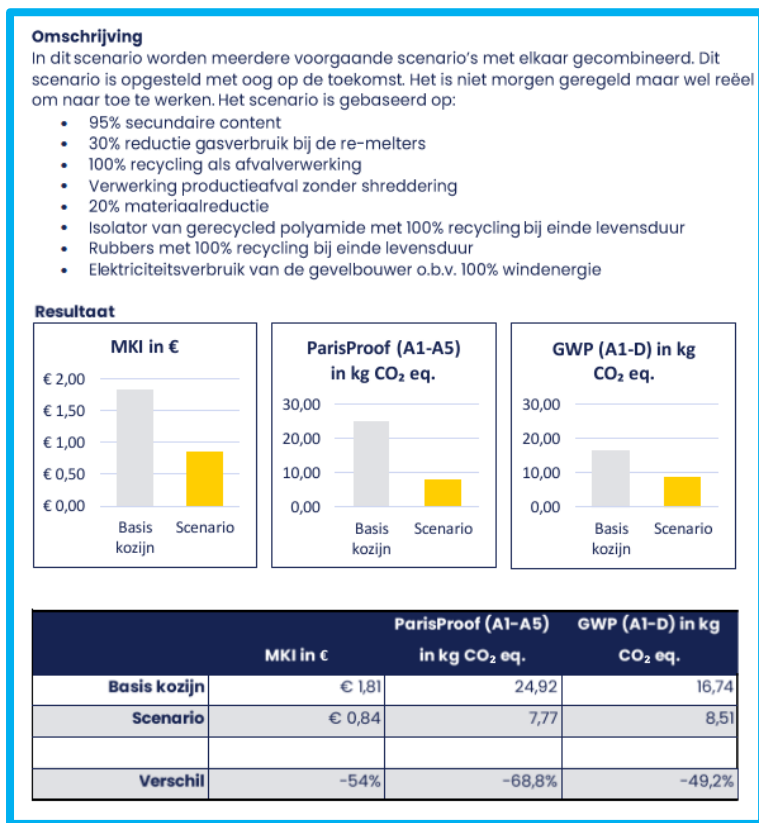 Omschrijving
In dit scenario worden meerdere voorgaande scenario's met elkaar gecombineerd. Dit
scenario is opgesteld met oog op de toekomst. Het is niet morgen geregeld maar wel reëel
om naar toe te werken. Het scenario is gebaseerd op:
• 95% secundaire content
• 30% reductie gasverbruik bij de re-melters
• 100% recycling als afvalverwerking
• Verwerking productieafval zonder shreddering
• 20% materiaalreductie
• Isolator van gerecycled polyamide met 100% recycling bij einde levensduur
• Rubbers met 100% recycling bij einde levensduur
• Elektriciteitsverbruik van de gevelbouwer o.b.v. 100% windenergie
Resultaat
MKI in €
€ 2,00
€ 1,50
€ 1,00
€ 0,50
€ 0,00
Basis
kozijn
Scenario
ParisProof (A1-A5)
in kg CO₂ eq.
30,00
20,00
10,00
0,00
Basis
kozijn
Scenario
GWP (A1-D) in kg
CO₂ eq.
30,00
20,00
10,00
0,00
Basis
kozijn
Scenario
ParisProof (A1-A5) GWP (A1-D) in kg
MKI in € in kg CO₂ eq. CO₂ eq.
Basis kozijn € 1,81 24,92 16,74
Scenario € 0,84 7,77 8,51
Verschil -54% -68,8% -49,2%